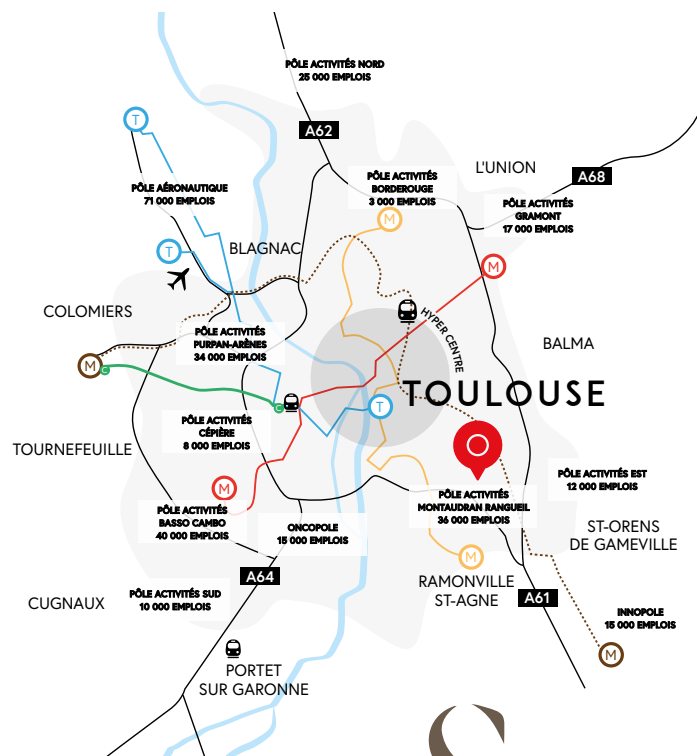 PÔLE ACTIVITÉS NORD
25 000 EMPLOIS
T
A62
L'UNION
A68
PÔLE ACTIVITÉS
BORDEROUGE
3 000 EMPLOIS
PÔLE AÉRONAUTIQUE
71 000 EMPLOIS
PÔLE ACTIVITÉS
GRAMONT
17 000 EMPLOIS
M
T
BLAGNAC
M
COLOMIERS
HYPER CENTRE
PÔLE ACTIVITÉS
PURPAN-ARÈNES
34 000 EMPLOIS
BALMA
M
C
TOULOUSE
C
T
PÔLE ACTIVITÉS
CÉPIÈRE
8 000 EMPLOIS
TOURNEFEUILLE
PÔLE ACTIVITÉS EST
12 000 EMPLOIS
M
PÔLE ACTIVITÉS
MONTAUDRAN RANGUEIL
36 000 EMPLOIS
PÔLE ACTIVITÉS
BASSO CAMBO
40 000 EMPLOIS
ONCOPOLE
15 000 EMPLOIS
ST-ORENS
DE GAMEVILLE
M
A64
RAMONVILLE
ST-AGNE
A61
CUGNAUX
PÔLE ACTIVITÉS SUD
10 000 EMPLOIS
INNOPOLE
15 000 EMPLOIS
M
PORTET
SUR GARONNE